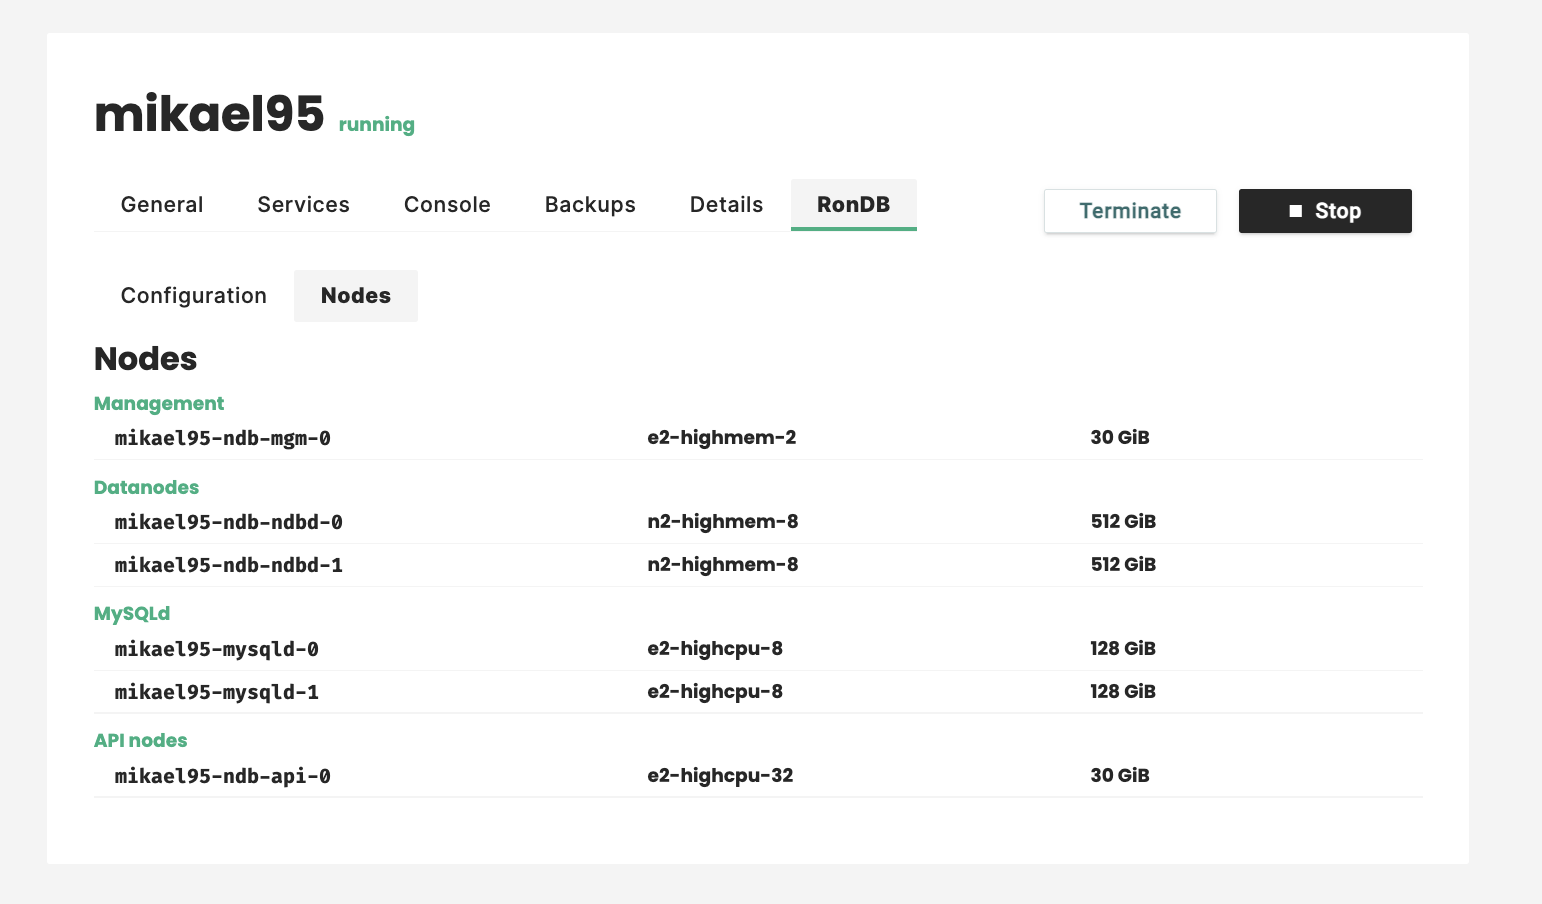 mikael95 running
General Services Console Backups Details RonDB Terminate Stop
Configuration Nodes
Nodes
Management
mikael95-ndb-mgm-0 e2-highmem-2 30 GiB
Datanodes
mikael95-ndb-ndbd-0 n2-highmem-8 512 GiB
mikael95-ndb-ndbd-1 n2-highmem-8 512 GiB
MySQLd
mikael95-mysqld-0 e2-highcpu-8 128 GiB
mikael95-mysqld-1 e2-highcpu-8 128 GiB
API nodes
mikael95-ndb-api-0 e2-highcpu-32 30 GiB